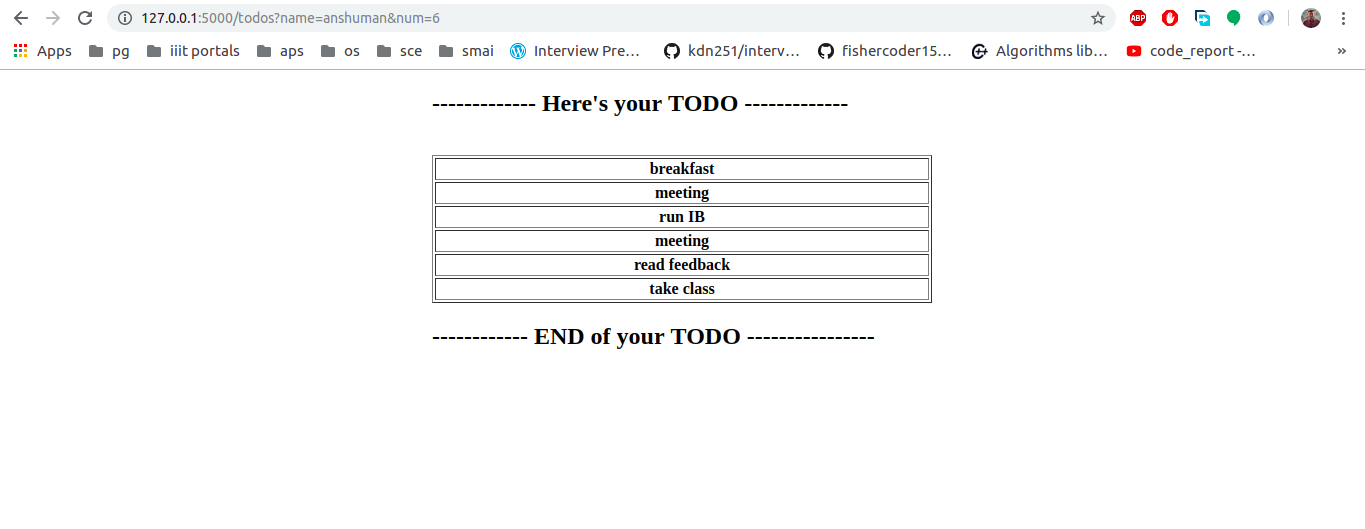 127.0.0.1:5000/todos?name=anshuman&num=6
ABP
Apps pg iiit portals aps os sce smai Interview Pre… kdn251/interv… fishercoder15… Algorithms lib… code_report -… »
------------- Here's your TODO -------------
breakfast
meeting
run IB
meeting
read feedback
take class
------------ END of your TODO ----------------